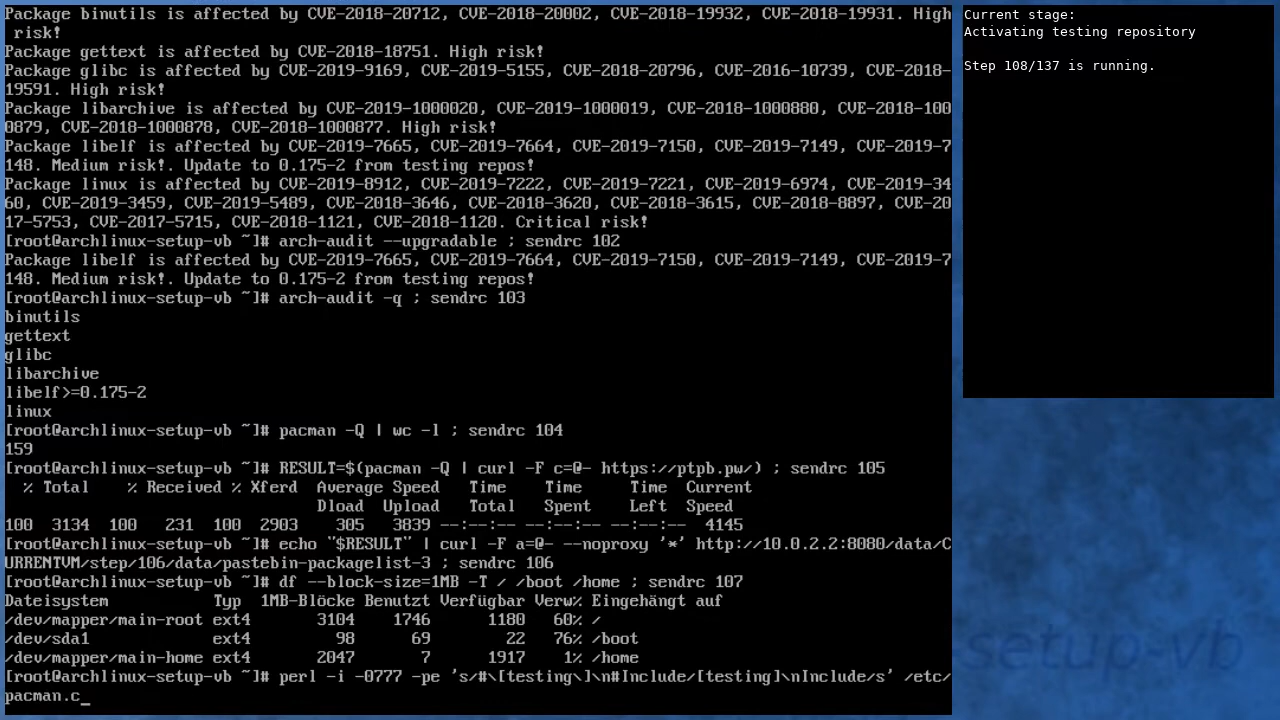 Package binutils is affected by CVE-2018-20712, CVE-2018-20002, CVE-2018-19932, CVE-2018-19931. High
 risk!
Package gettext is affected by CVE-2018-18751. High risk!
Package glibc is affected by CVE-2019-9169, CVE-2019-5155, CVE-2018-20796, CVE-2016-10739, CVE-2018-
19591. High risk!
Package libarchive is affected by CVE-2019-1000020, CVE-2019-1000019, CVE-2018-1000880, CVE-2018-100
0879, CVE-2018-1000878, CVE-2018-1000877. High risk!
Package libelf is affected by CVE-2019-7665, CVE-2019-7664, CVE-2019-7150, CVE-2019-7149, CVE-2019-7
148. Medium risk!. Update to 0.175-2 from testing repos!
Package linux is affected by CVE-2019-8912, CVE-2019-7222, CVE-2019-7221, CVE-2019-6974, CVE-2019-34
60, CVE-2019-3459, CVE-2019-5489, CVE-2018-3646, CVE-2018-3620, CVE-2018-3615, CVE-2018-8897, CVE-20
17-5753, CVE-2017-5715, CVE-2018-1121, CVE-2018-1120. Critical risk!
[root@archlinux-setup-vb ~]# arch-audit --upgradable ; sendrc 102
Package libelf is affected by CVE-2019-7665, CVE-2019-7664, CVE-2019-7150, CVE-2019-7149, CVE-2019-7
148. Medium risk!. Update to 0.175-2 from testing repos!
[root@archlinux-setup-vb ~]# arch-audit -q ; sendrc 103
binutils
gettext
glibc
libarchive
libelf>=0.175-2
linux
[root@archlinux-setup-vb ~]# pacman -Q | wc -l ; sendrc 104
159
[root@archlinux-setup-vb ~]# RESULT=$(pacman -Q | curl -F c=@- https://ptpb.pw/) ; sendrc 105
  % Total    % Received % Xferd  Average Speed   Time    Time     Time  Current
                                 Dload  Upload   Total   Spent    Left  Speed
100  3134  100   231  100  2903    305   3839 --:--:-- --:--:-- --:--:--  4145
[root@archlinux-setup-vb ~]# echo "$RESULT" | curl -F a=@- --noproxy '*' http://10.0.2.2:8080/data/C
URRENTVM/step/106/data/pastebin-packagelist-3 ; sendrc 106
[root@archlinux-setup-vb ~]# df --block-size=1MB -T / /boot /home ; sendrc 107
Dateisystem           Typ  1MB-Blöcke Benutzt Verfügbar Verw% Eingehängt auf
/dev/mapper/main-root ext4       3104    1746      1180   60% /
/dev/sda1             ext4         98      69        22   76% /boot
/dev/mapper/main-home ext4       2047       7      1917    1% /home
[root@archlinux-setup-vb ~]# perl -i -0777 -pe 's/#\[testing\]\n#Include/[testing]\nInclude/s' /etc/
pacman.c_
Current stage:
Activating testing repository
Step 108/137 is running.
setup-vb